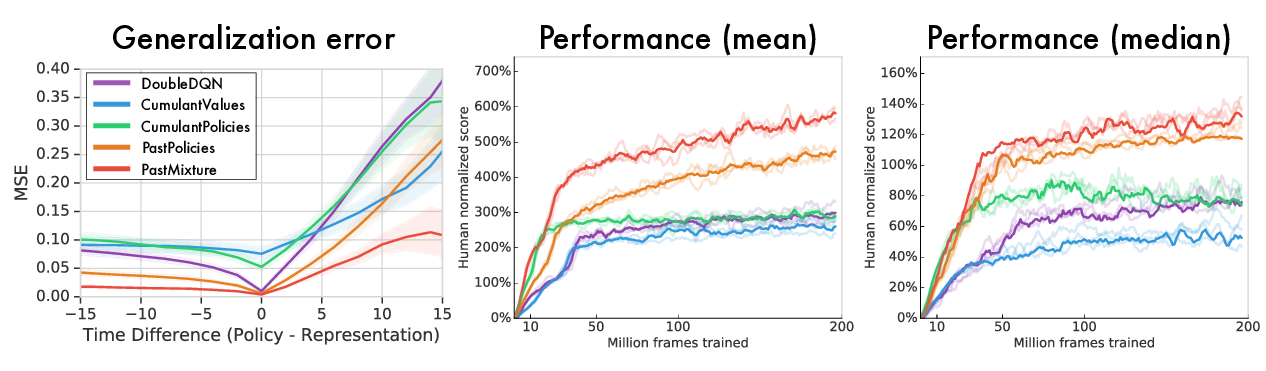 Generalization error
0.40
0.35
0.30
0.25
0.20
0.15
0.10
0.05
0.00
MSE
DoubleDQN
CumulantValues
CumulantPolicies
PastPolicies
PastMixture
−15 −10 −5 0 5 10 15
Time Difference (Policy - Representation)
Performance (mean)
700%
600%
500%
400%
300%
200%
100%
0%
Human normalized score
10 50 100 200
Million frames trained
Performance (median)
160%
140%
120%
100%
80%
60%
40%
20%
0%
Human normalized score
10 50 100 200
Million frames trained